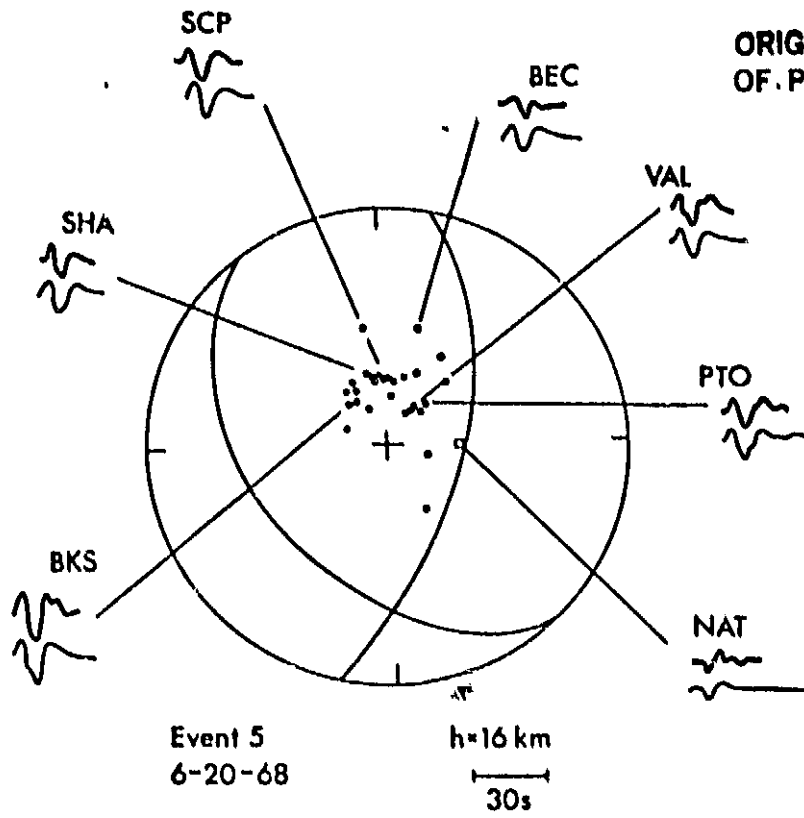 SCP
ORIG
OF.P
BEC
VAL
SHA
PTO
BKS
NAT
Event 5
6-20-68
h=16 km
30s